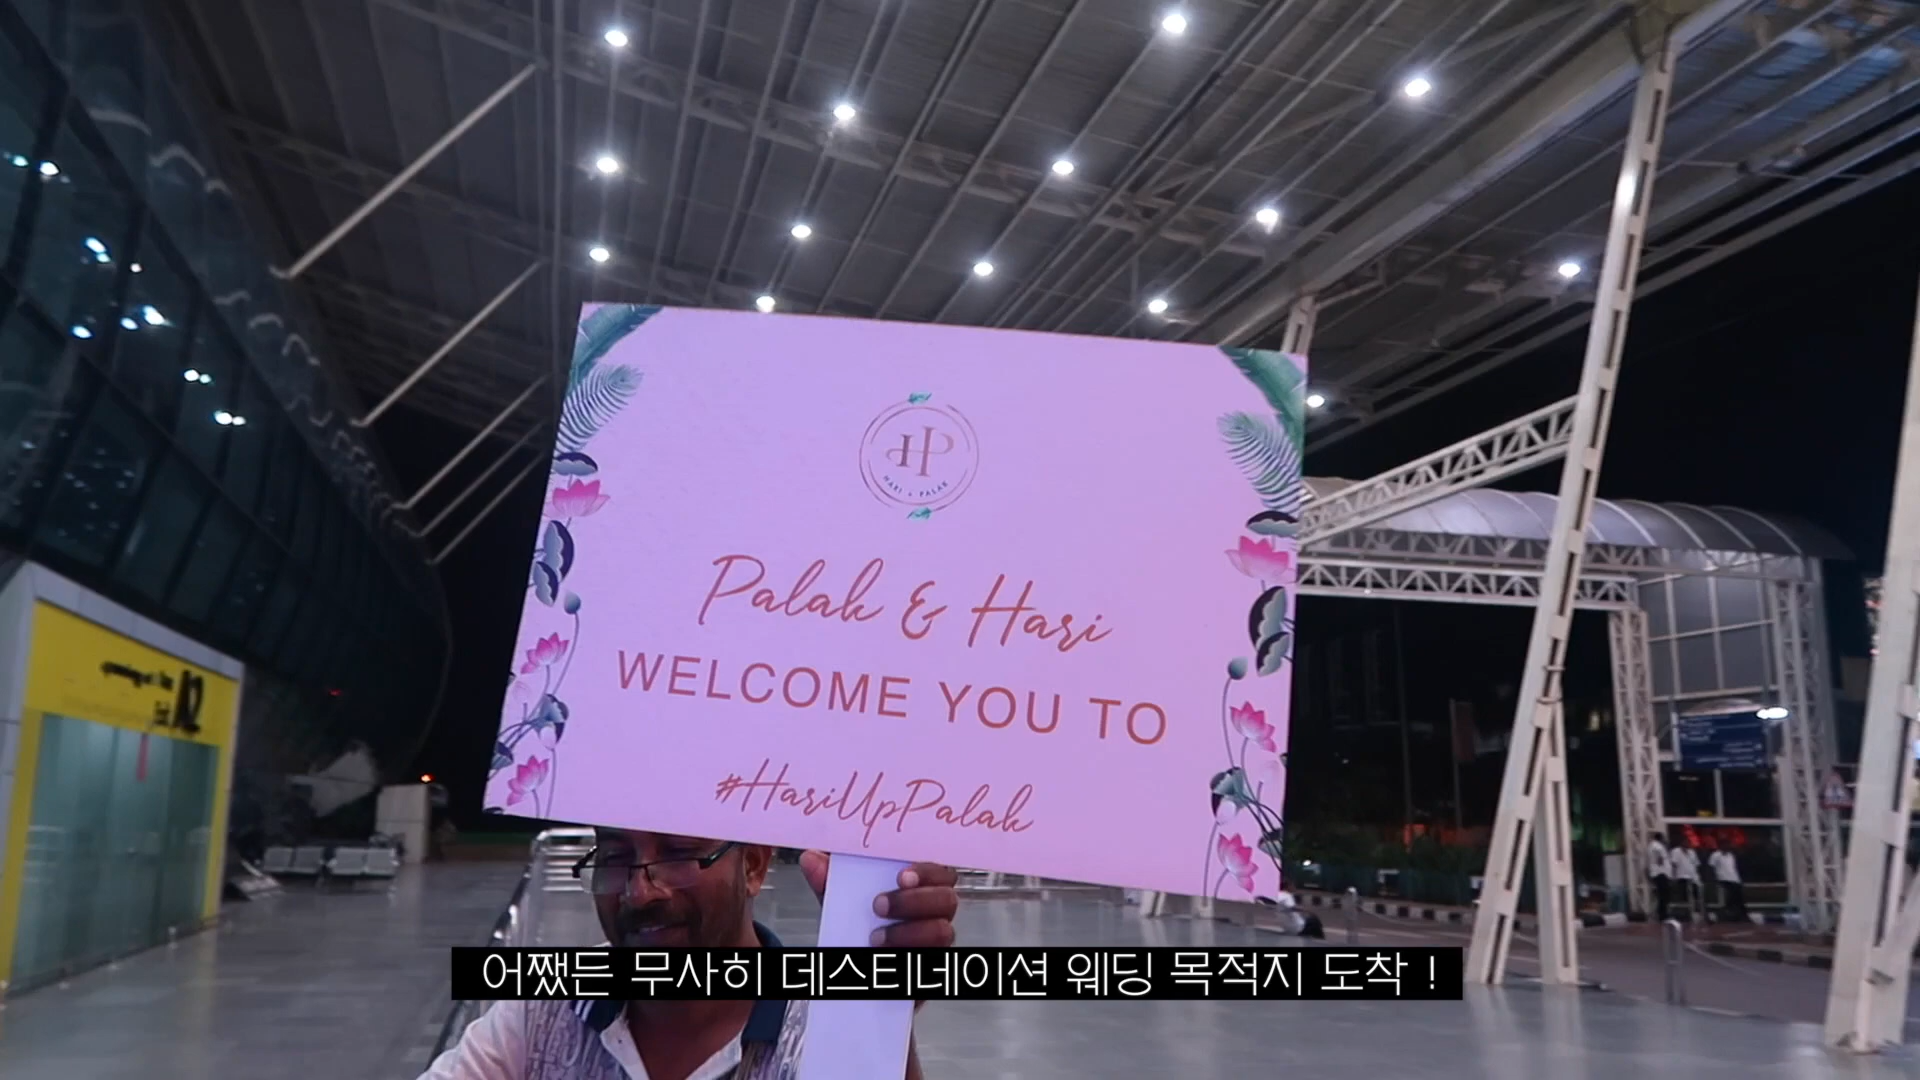 HP
HARI & PALAK
Palak & Hari
WELCOME YOU TO
#HariUpPalak
어쨌든 무사히 데스티네이션 웨딩 목적지 도착 !